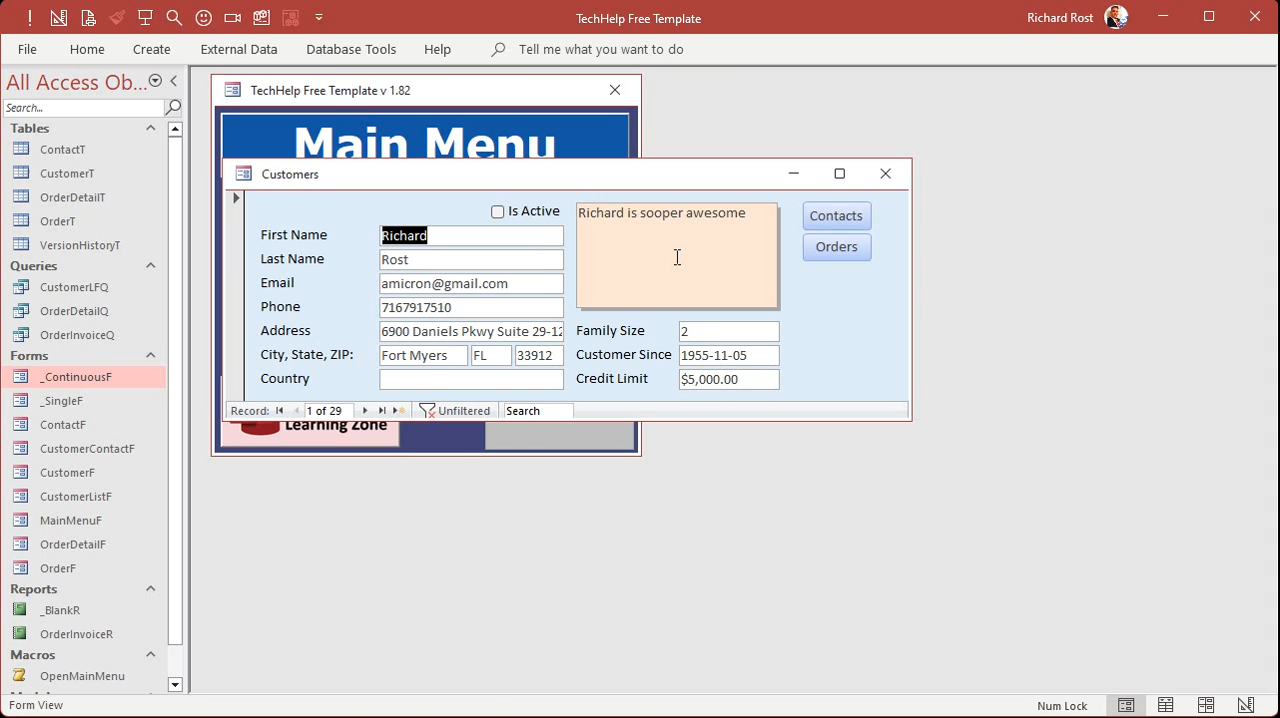 TechHelp Free Template
Richard Rost
File Home Create External Data Database Tools Help Tell me what you want to do
All Access Ob...
Search...
Tables
ContactT
CustomerT
OrderDetailT
OrderT
VersionHistoryT
Queries
CustomerLFQ
OrderDetailQ
OrderInvoiceQ
Forms
_ContinuousF
_SingleF
ContactF
CustomerContactF
CustomerF
CustomerListF
MainMenuF
OrderDetailF
OrderF
Reports
_BlankR
OrderInvoiceR
Macros
OpenMainMenu
TechHelp Free Template v 1.82
Main Menu
Customers
Is Active
First Name Richard
Last Name Rost
Email amicron@gmail.com
Phone 7167917510
Address 6900 Daniels Pkwy Suite 29-12
City, State, ZIP: Fort Myers FL 33912
Country
Richard is sooper awesome
Family Size 2
Customer Since 1955-11-05
Credit Limit $5,000.00
Contacts
Orders
Record: 1 of 29 Unfiltered Search
Learning Zone
Form View
Num Lock